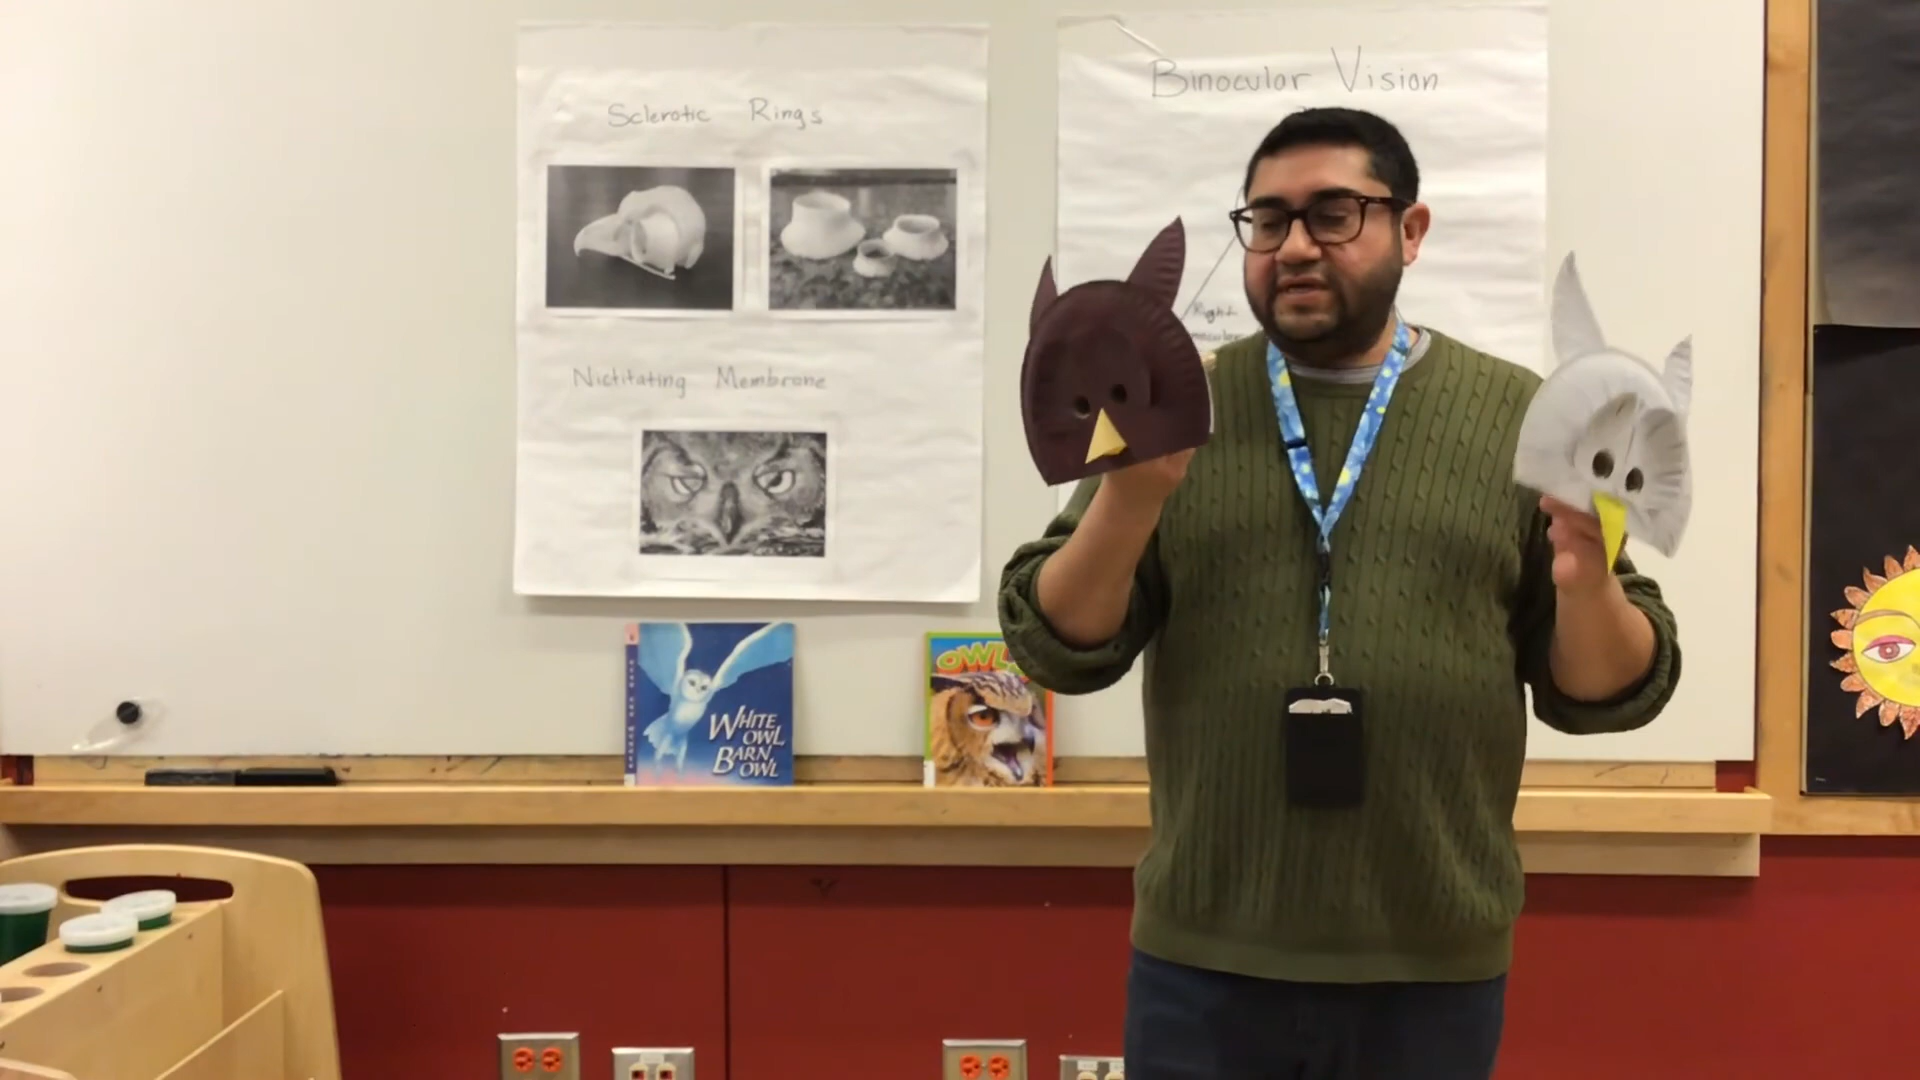 Sclerotic Rings
Nictitating Membrane
Binocular Vision
Right
WHITE
OWL,
BARN
OWL
OWLS